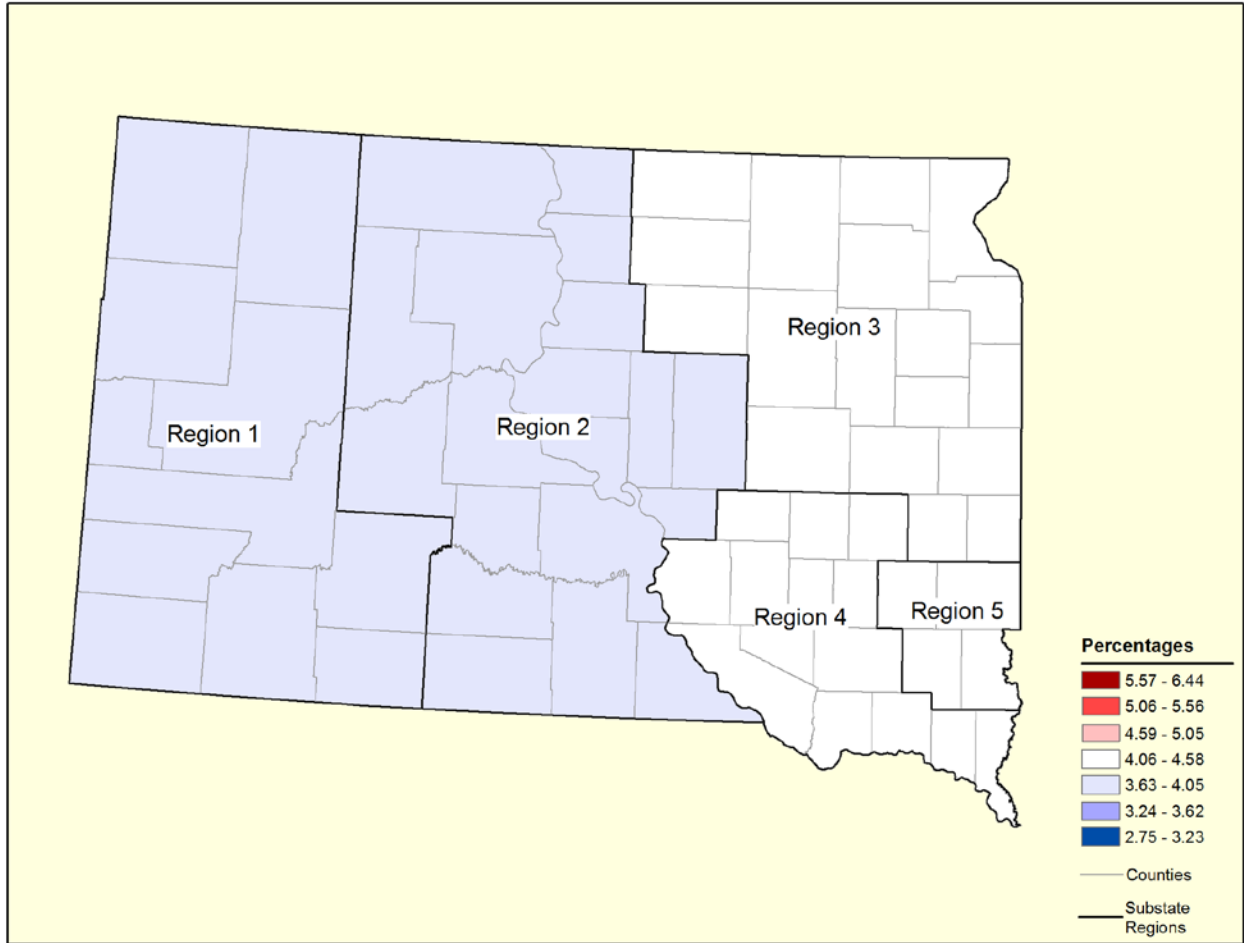 Region 3
Region 1
Region 2
Region 4
Region 5
Percentages
5.57 - 6.44
5.06 - 5.56
4.59 - 5.05
4.06 - 4.58
3.63 - 4.05
3.24 - 3.62
2.75 - 3.23
Counties
Substate
Regions